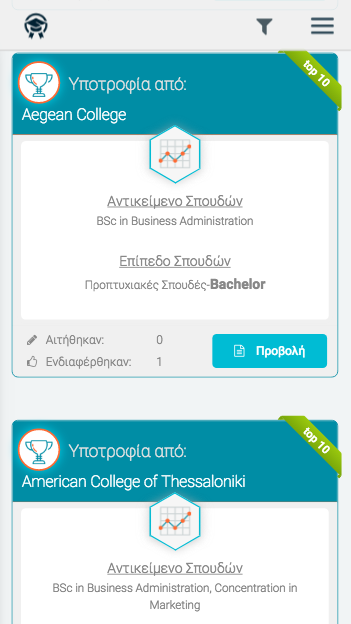 top 10
Υποτροφία από:
Aegean College
Αντικείμενο Σπουδών
BSc in Business Administration
Επίπεδο Σπουδών
Προπτυχιακές Σπουδές-Bachelor
Αιτήθηκαν: 0
Ενδιαφέρθηκαν: 1
Προβολή
top 10
Υποτροφία από:
American College of Thessaloniki
Αντικείμενο Σπουδών
BSc in Business Administration, Concentration in
Marketing